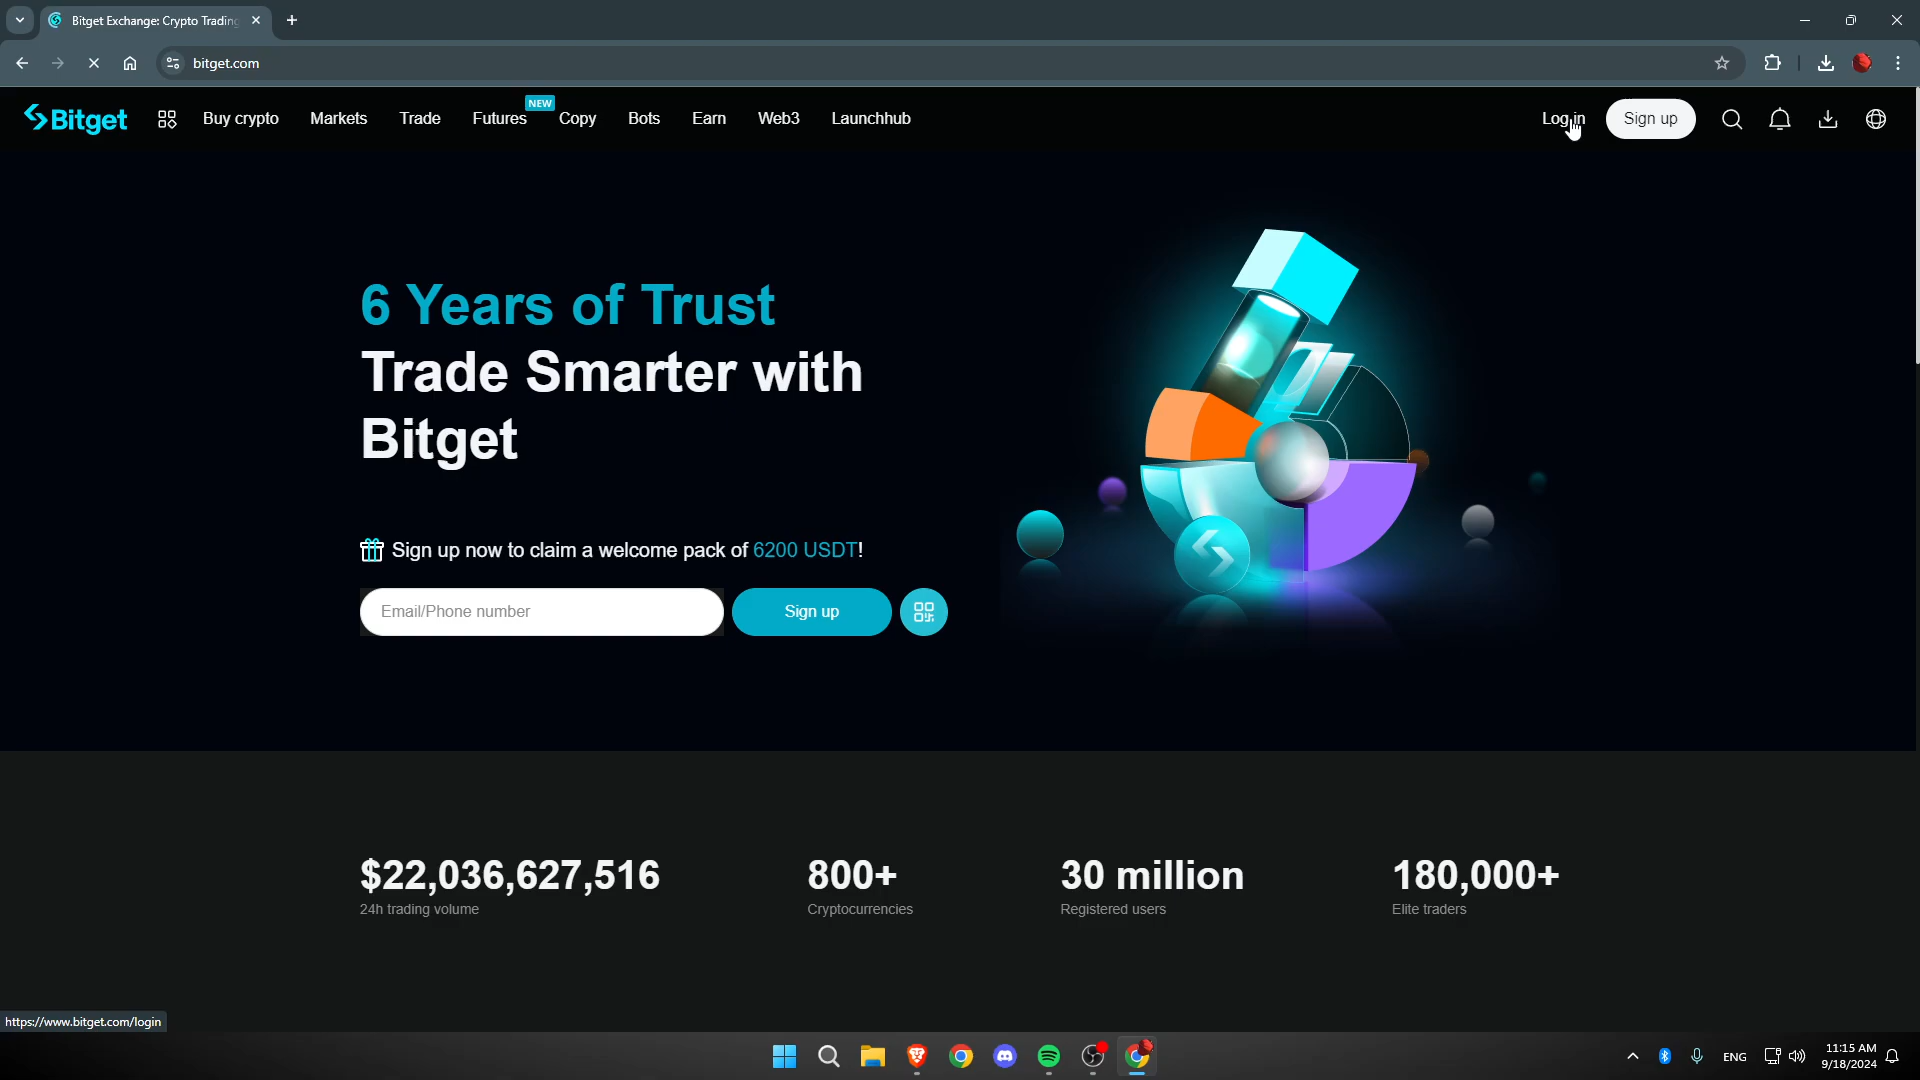 Bitget Exchange: Crypto Trading
bitget.com
Bitget
Buy crypto
Markets
Trade
Futures
NEW
Copy
Bots
Earn
Web3
Launchhub
Log in
Sign up
6 Years of Trust
Trade Smarter with
Bitget
Sign up now to claim a welcome pack of 6200 USDT!
Email/Phone number
Sign up
$22,036,627,516
24h trading volume
800+
Cryptocurrencies
30 million
Registered users
180,000+
Elite traders
https://www.bitget.com/login
ENG
11:15 AM
9/18/2024